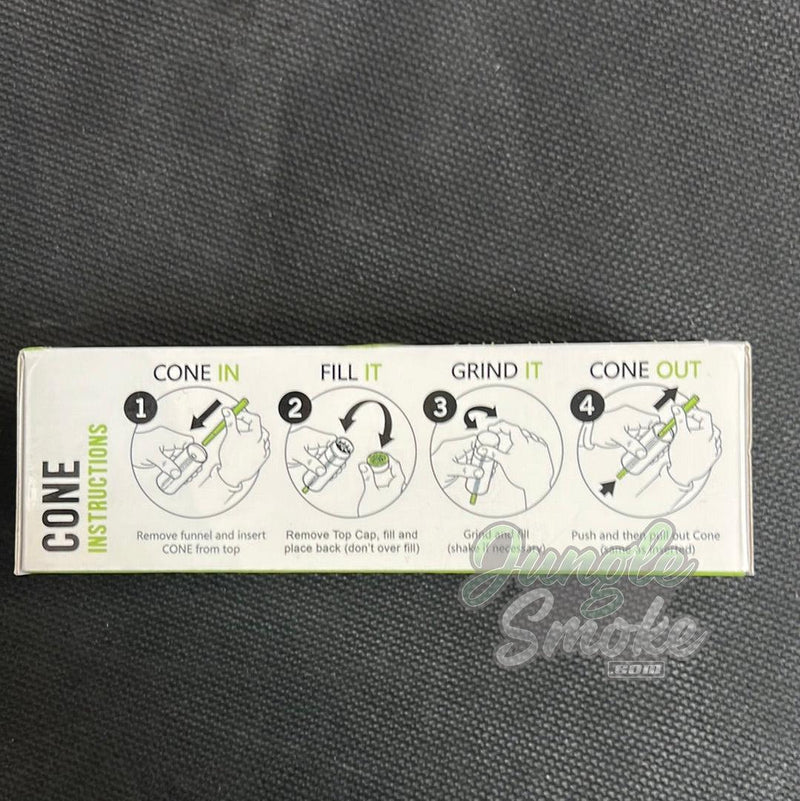 CONE
INSTRUCTIONS
CONE IN
1
Remove funnel and insert
CONE from top
FILL IT
2
Remove Top Cap, fill and
place back (don't over fill)
GRIND IT
3
Grind and fill
(shake if necessary)
CONE OUT
4
Push and then pull out Cone
(same as inserted)
Jungle
Smoke
.COM